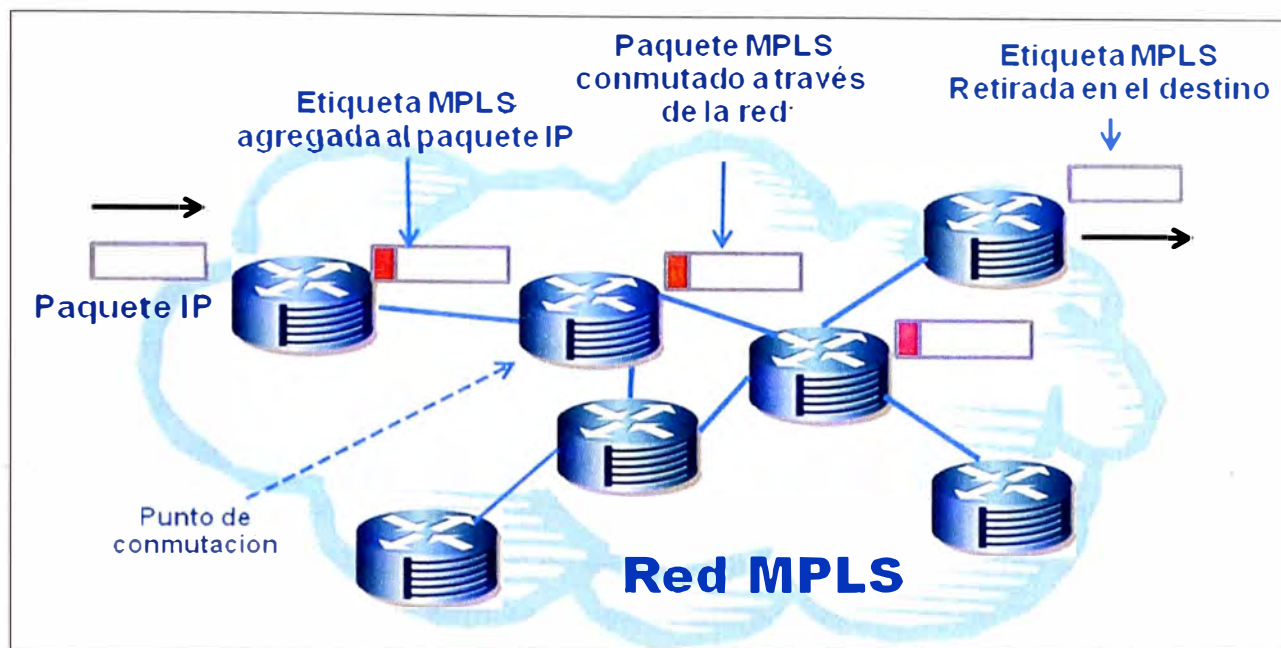 Etiqueta MPLS
agregada al paquete IP
Paquete MPLS
conmutado a través
de la red
Etiqueta MPLS
Retirada en el destino
Paquete IP
Punto de
conmutacion
Red MPLS